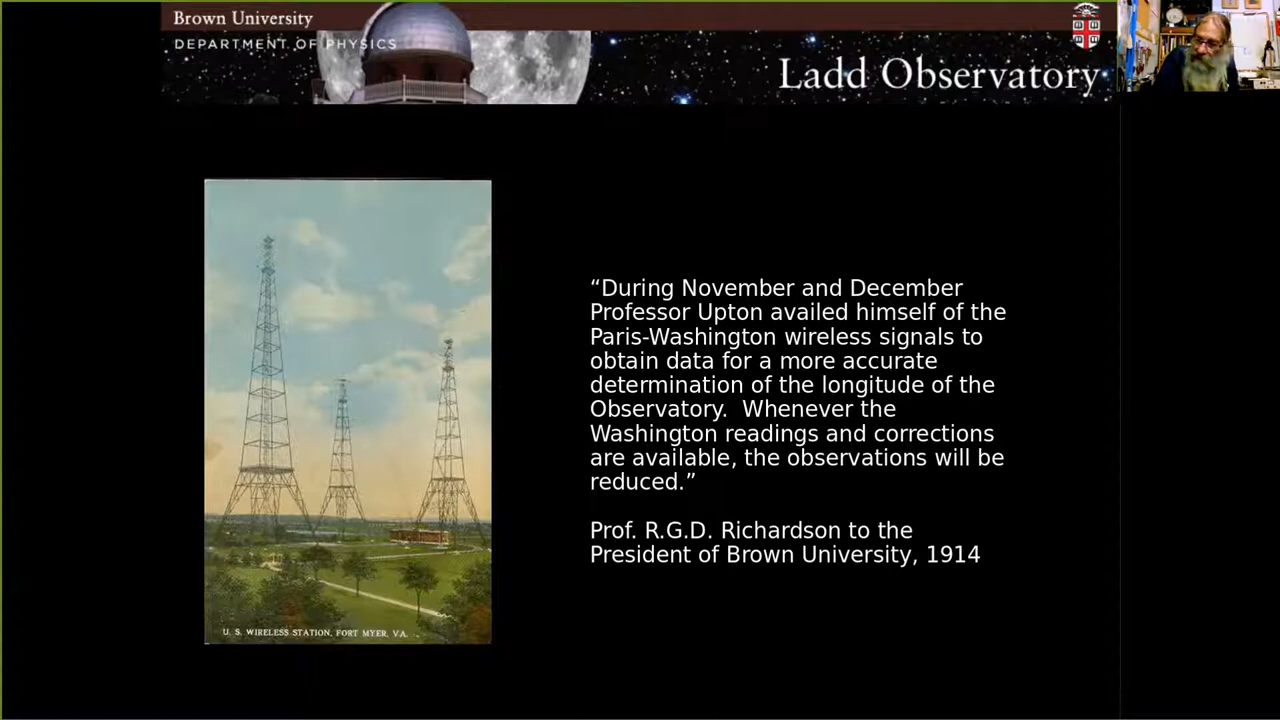 Brown University
DEPARTMENT OF PHYSICS
Ladd Observatory
“During November and December
Professor Upton availed himself of the
Paris-Washington wireless signals to
obtain data for a more accurate
determination of the longitude of the
Observatory.  Whenever the
Washington readings and corrections
are available, the observations will be
reduced.”
Prof. R.G.D. Richardson to the
President of Brown University, 1914
U. S. WIRELESS STATION, FORT MYER, VA.